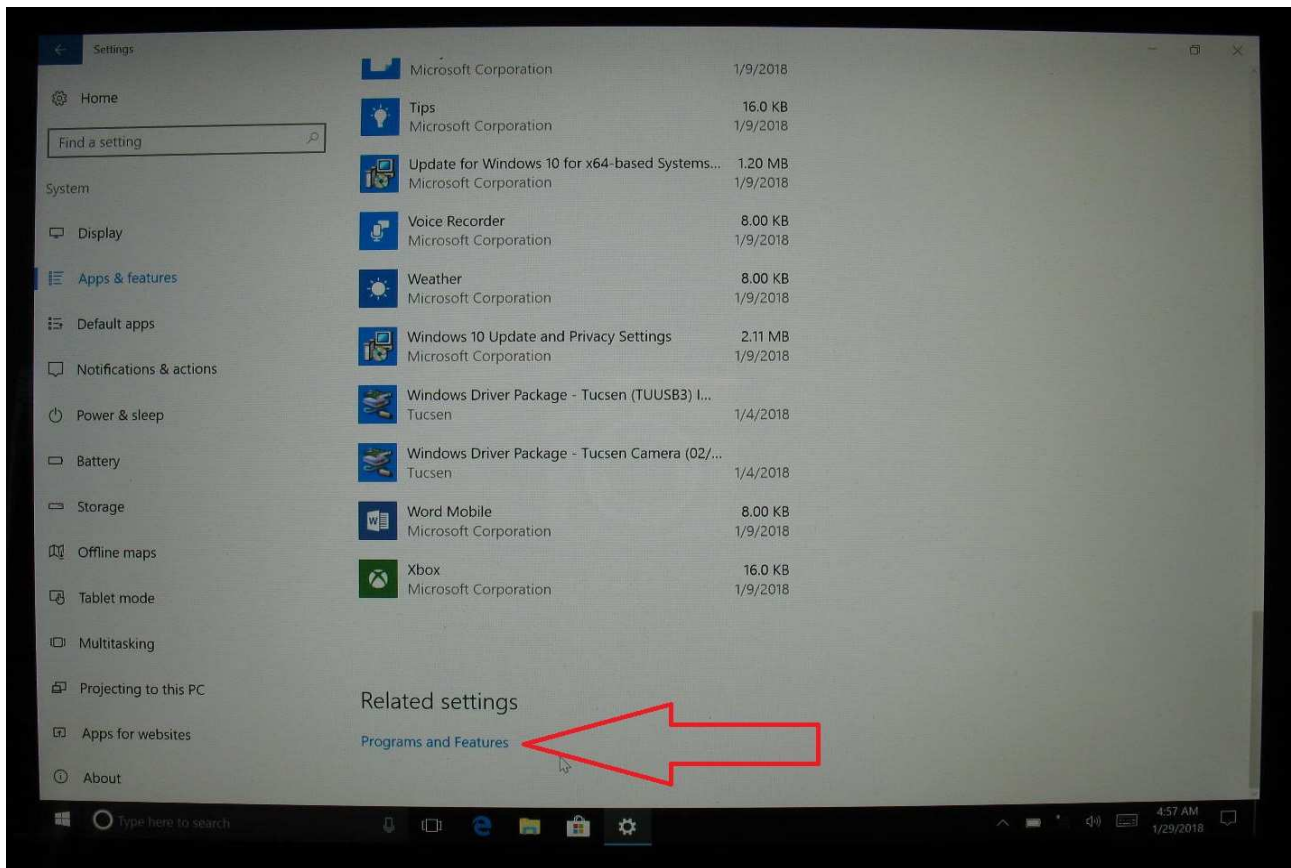 Settings
Home
Find a setting
System
Display
Apps & features
Default apps
Notifications & actions
Power & sleep
Battery
Storage
Offline maps
Tablet mode
Multitasking
Projecting to this PC
Apps for websites
About
Microsoft Corporation 1/9/2018
Tips 16.0 KB
Microsoft Corporation 1/9/2018
Update for Windows 10 for x64-based Systems... 1.20 MB
Microsoft Corporation 1/9/2018
Voice Recorder 8.00 KB
Microsoft Corporation 1/9/2018
Weather 8.00 KB
Microsoft Corporation 1/9/2018
Windows 10 Update and Privacy Settings 2.11 MB
Microsoft Corporation 1/9/2018
Windows Driver Package - Tucsen (TUUSB3) I...
Tucsen 1/4/2018
Windows Driver Package - Tucsen Camera (02/...
Tucsen 1/4/2018
Word Mobile 8.00 KB
Microsoft Corporation 1/9/2018
Xbox 16.0 KB
Microsoft Corporation 1/9/2018
Related settings
Programs and Features
Type here to search
4:57 AM
1/29/2018